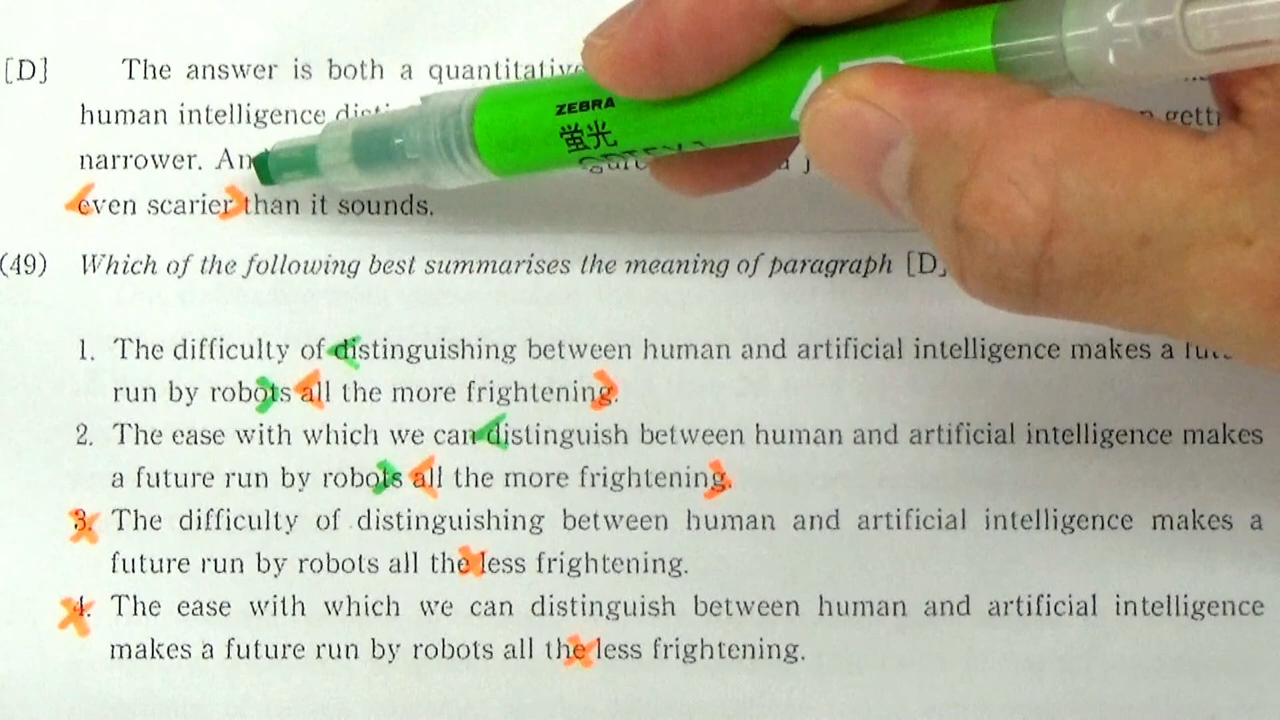 [D] The answer is both a quantitative
human intelligence
narrower.
even scarier than it sounds.
ZEBRA
蛍光
(49) Which of the following best summarises the meaning of paragraph [D]
1. The difficulty of distinguishing between human and artificial intelligence makes a
run by robots all the more frightening.
2. The ease with which we can distinguish between human and artificial intelligence makes
a future run by robots all the more frightening.
3. The difficulty of distinguishing between human and artificial intelligence makes a
future run by robots all the less frightening.
4. The ease with which we can distinguish between human and artificial intelligence
makes a future run by robots all the less frightening.